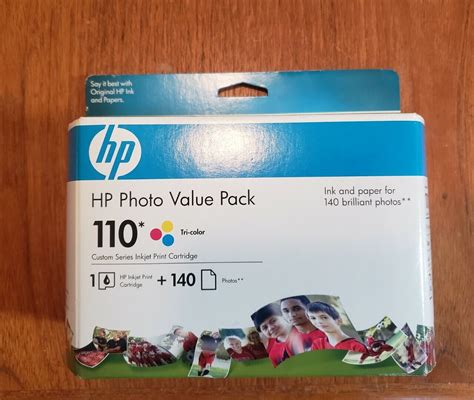 Say it best with
Original HP Ink
and Papers.
hp
HP Photo Value Pack
110*
Tri-color
Custom Series Inkjet Print Cartridge
1 HP Inkjet Print
Cartridge
+ 140 Photos**
Ink and paper for
140 brilliant photos**